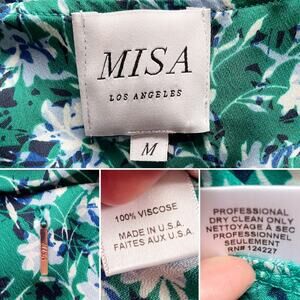 MISA
LOS ANGELES
M
MISA
100% VISCOSE
MADE IN U.S.A.
FAITES AUX U.S.A.
PROFESSIONAL
DRY CLEAN ONLY
NETTOYAGE À SEC
PROFESSIONNEL
SEULEMENT
RN# 124227